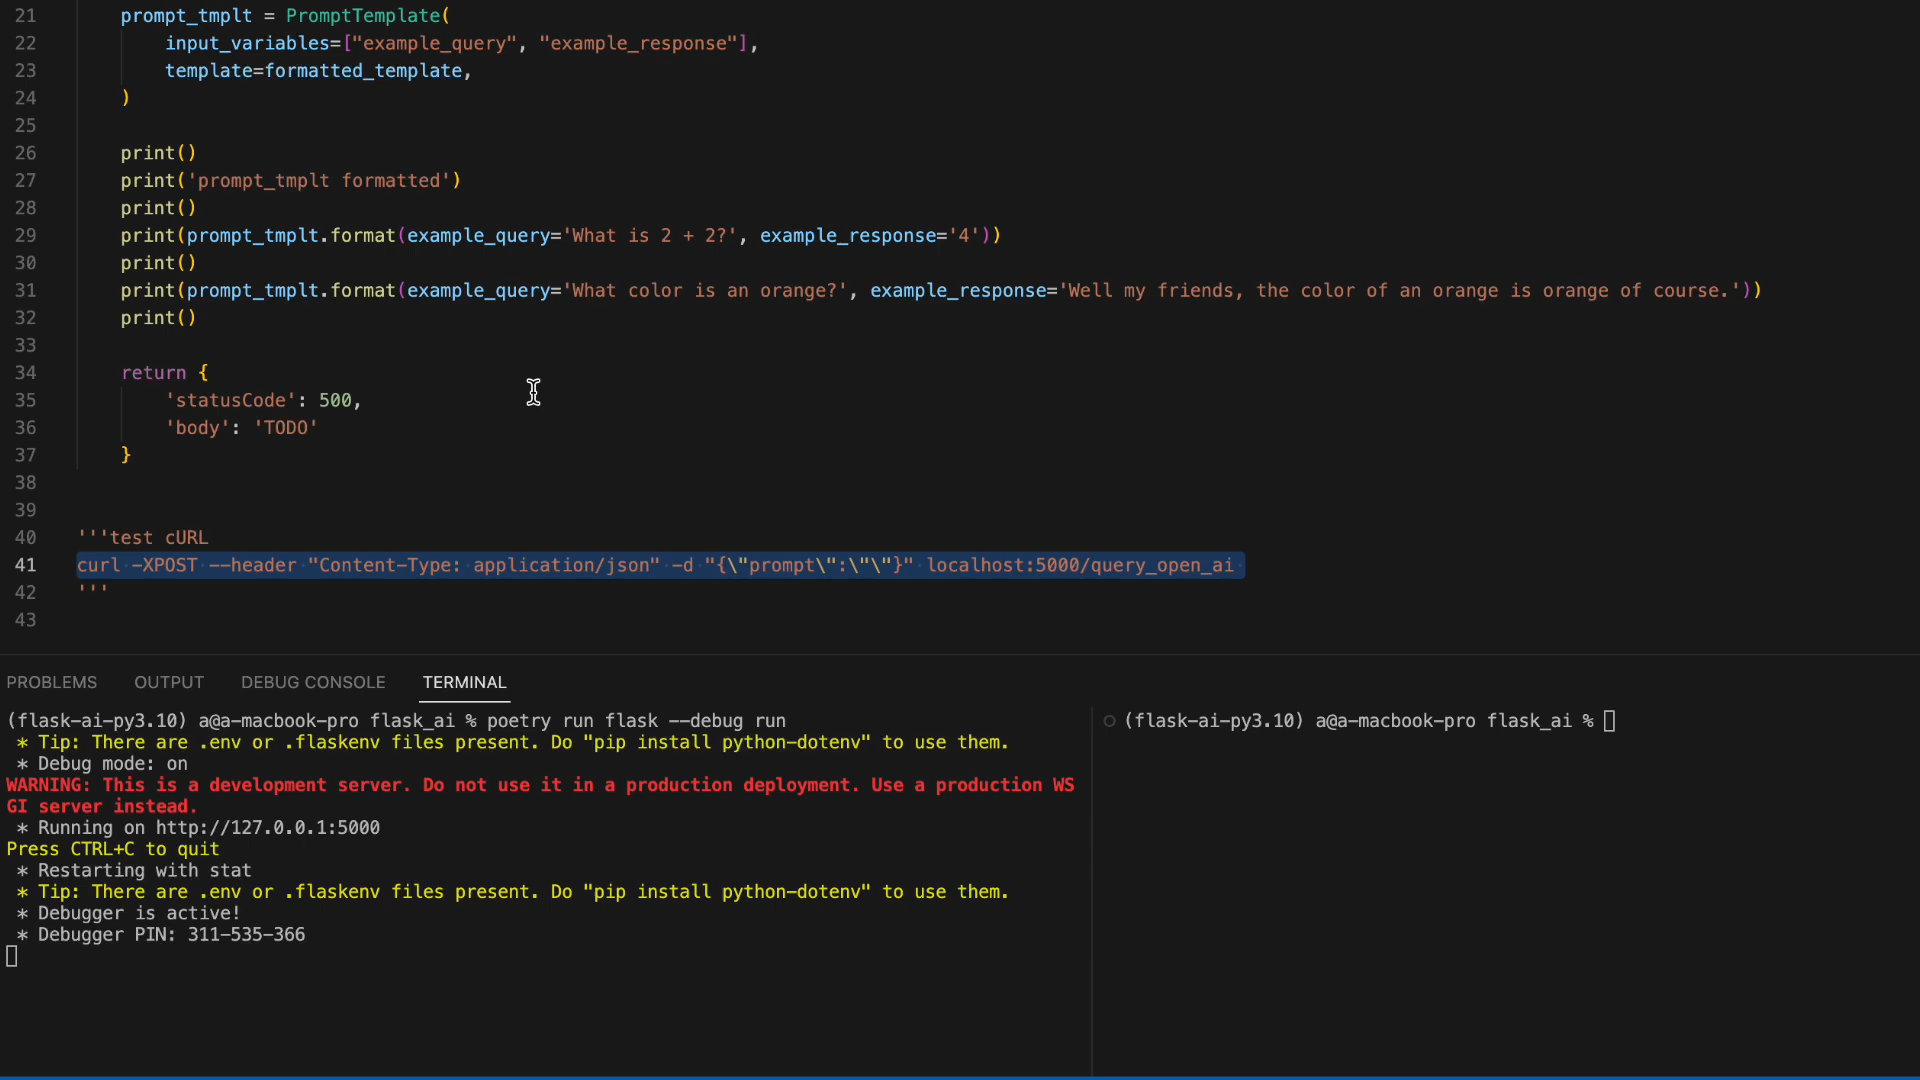 21 prompt_tmplt = PromptTemplate(
22 input_variables=["example_query", "example_response"],
23 template=formatted_template,
24 )
25
26 print()
27 print('prompt_tmplt formatted')
28 print()
29 print(prompt_tmplt.format(example_query='What is 2 + 2?', example_response='4'))
30 print()
31 print(prompt_tmplt.format(example_query='What color is an orange?', example_response='Well my friends, the color of an orange is orange of course.'))
32 print()
33
34 return {
35 'statusCode': 500,
36 'body': 'TODO'
37 }
38
39
40 '''test cURL
41 curl -XPOST --header "Content-Type: application/json" -d "{\"prompt\":\"\"}" localhost:5000/query_open_ai
42 '''
43
PROBLEMS OUTPUT DEBUG CONSOLE TERMINAL
(flask-ai-py3.10) a@a-macbook-pro flask_ai % poetry run flask --debug run
* Tip: There are .env or .flaskenv files present. Do "pip install python-dotenv" to use them.
* Debug mode: on
WARNING: This is a development server. Do not use it in a production deployment. Use a production WS
GI server instead.
* Running on http://127.0.0.1:5000
Press CTRL+C to quit
* Restarting with stat
* Tip: There are .env or .flaskenv files present. Do "pip install python-dotenv" to use them.
* Debugger is active!
* Debugger PIN: 311-535-366
(flask-ai-py3.10) a@a-macbook-pro flask_ai %